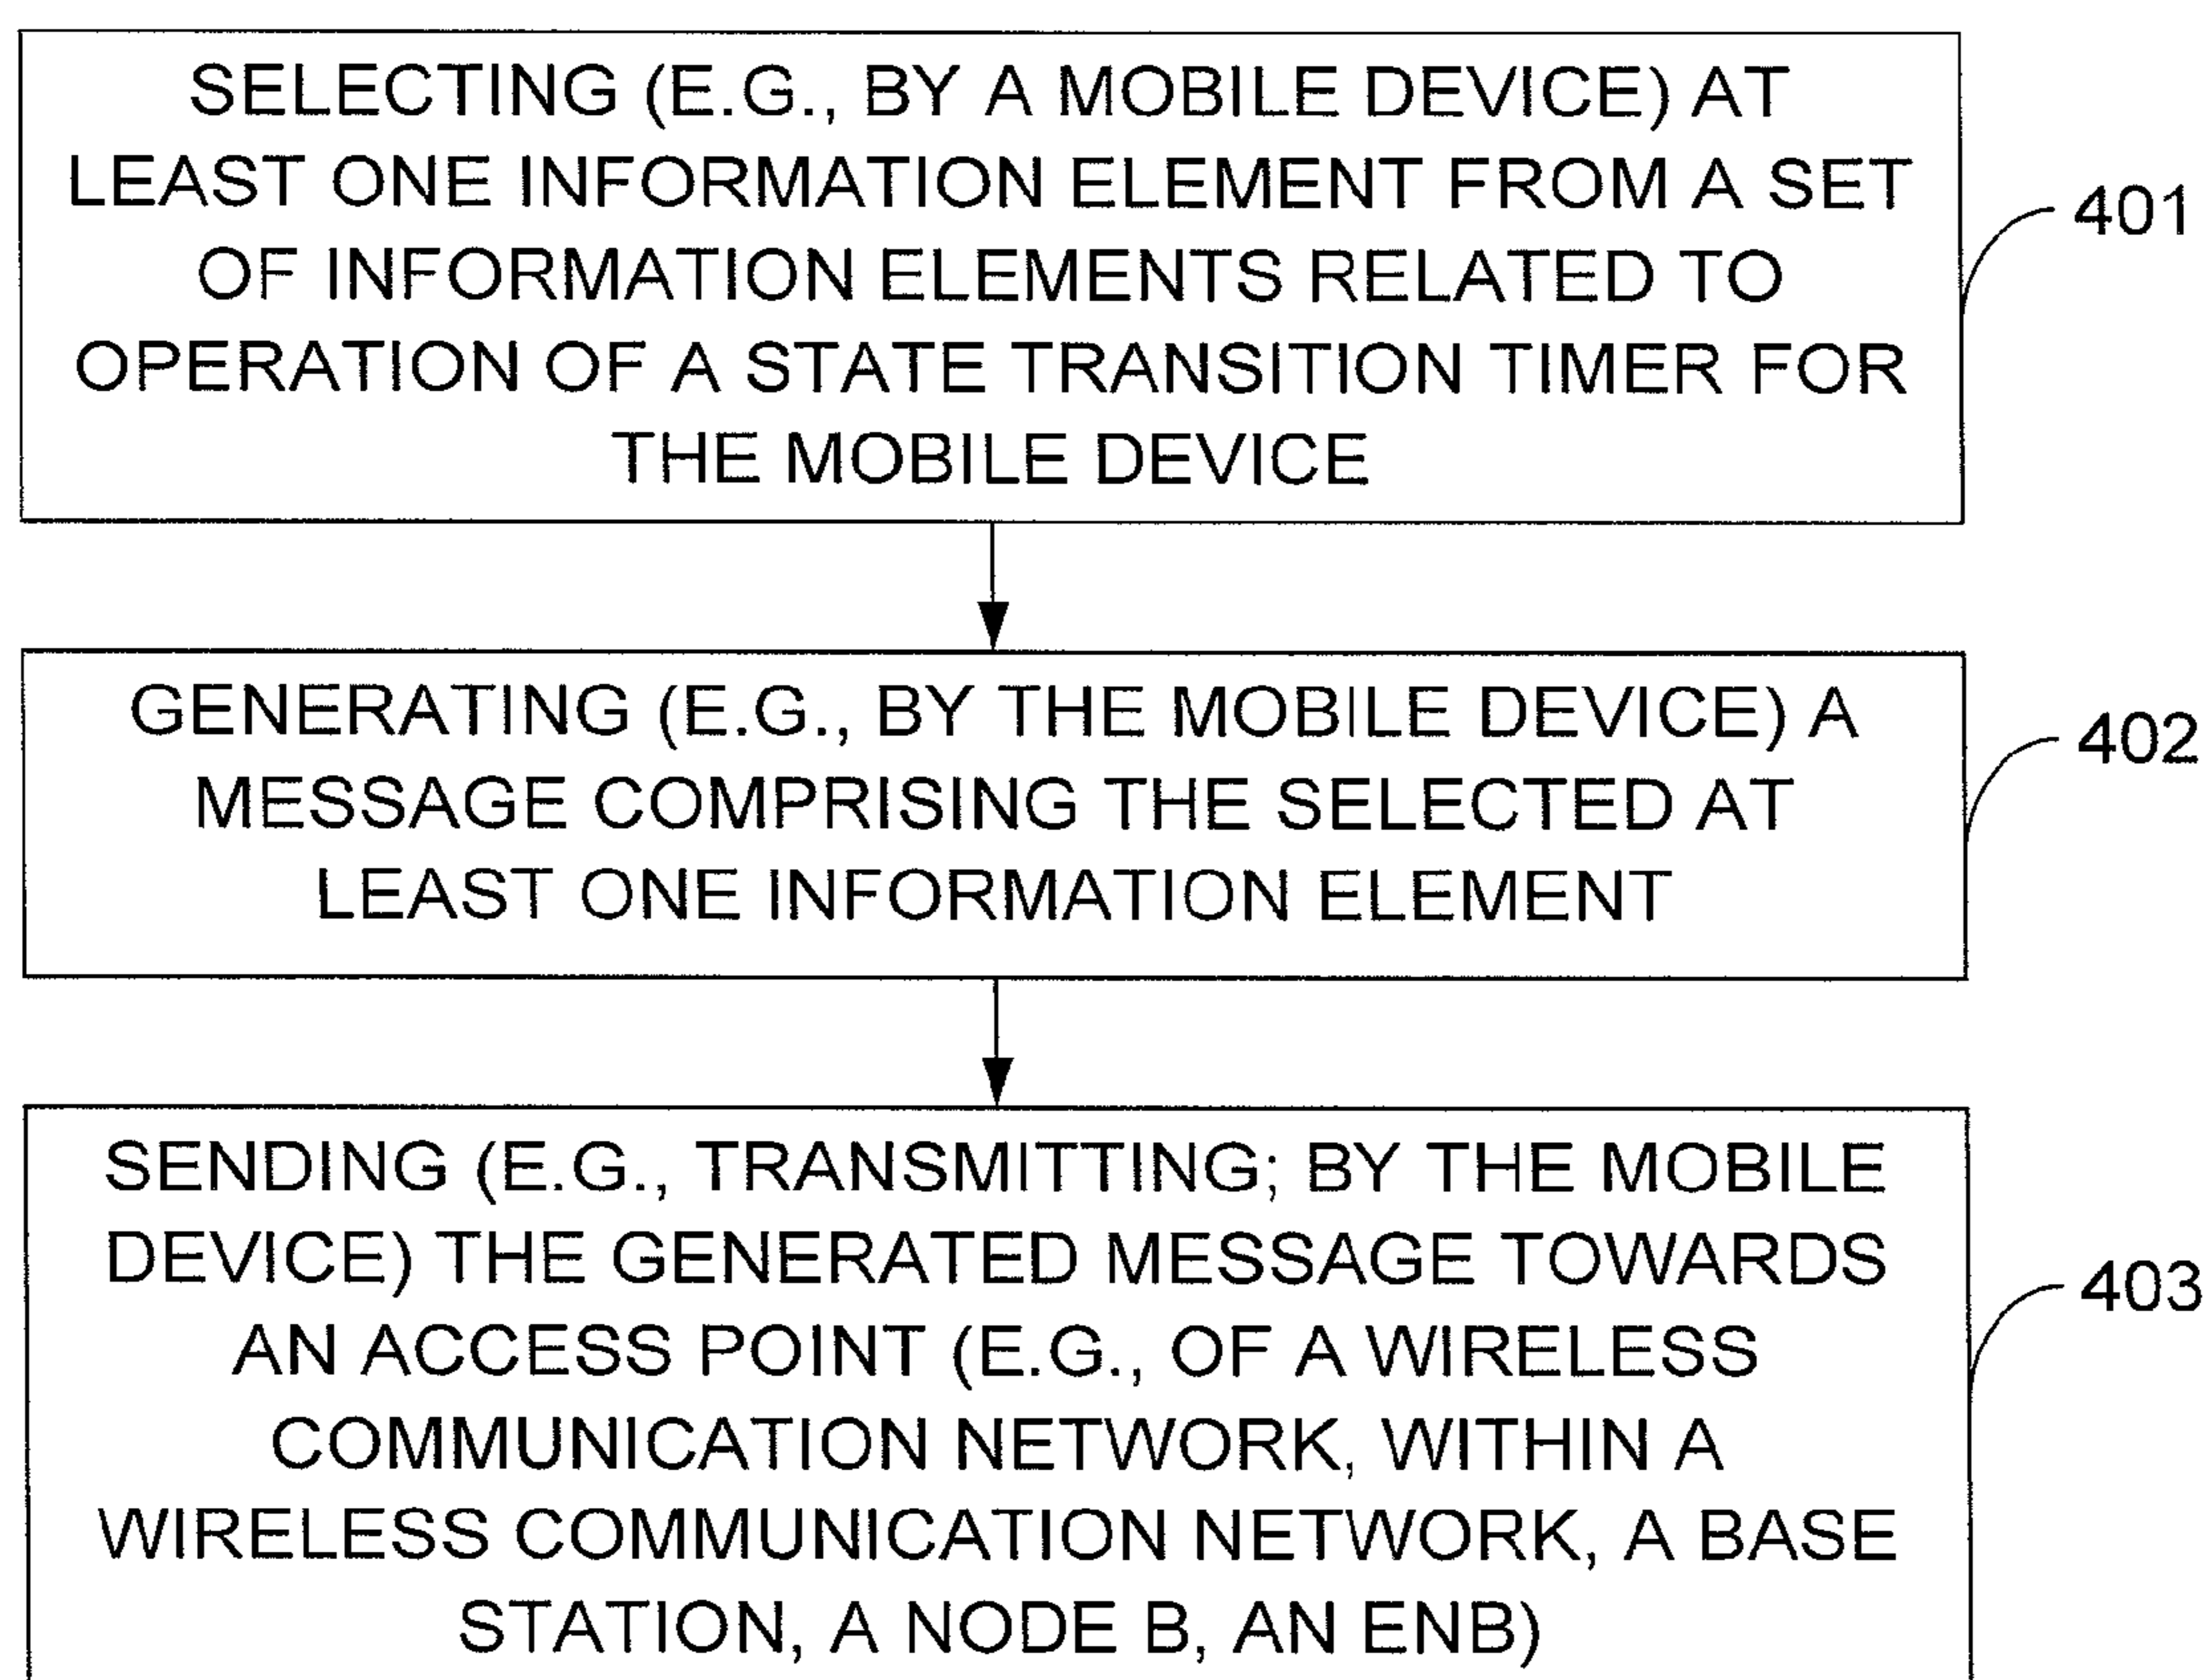 SELECTING (E.G., BY A MOBILE DEVICE) AT
LEAST ONE INFORMATION ELEMENT FROM A SET
OF INFORMATION ELEMENTS RELATED TO
OPERATION OF A STATE TRANSITION TIMER FOR
THE MOBILE DEVICE
401
GENERATING (E.G., BY THE MOBILE DEVICE) A
MESSAGE COMPRISING THE SELECTED AT
LEAST ONE INFORMATION ELEMENT
402
SENDING (E.G., TRANSMITTING; BY THE MOBILE
DEVICE) THE GENERATED MESSAGE TOWARDS
AN ACCESS POINT (E.G., OF A WIRELESS
COMMUNICATION NETWORK, WITHIN A
WIRELESS COMMUNICATION NETWORK, A BASE
STATION, A NODE B, AN ENB)
403